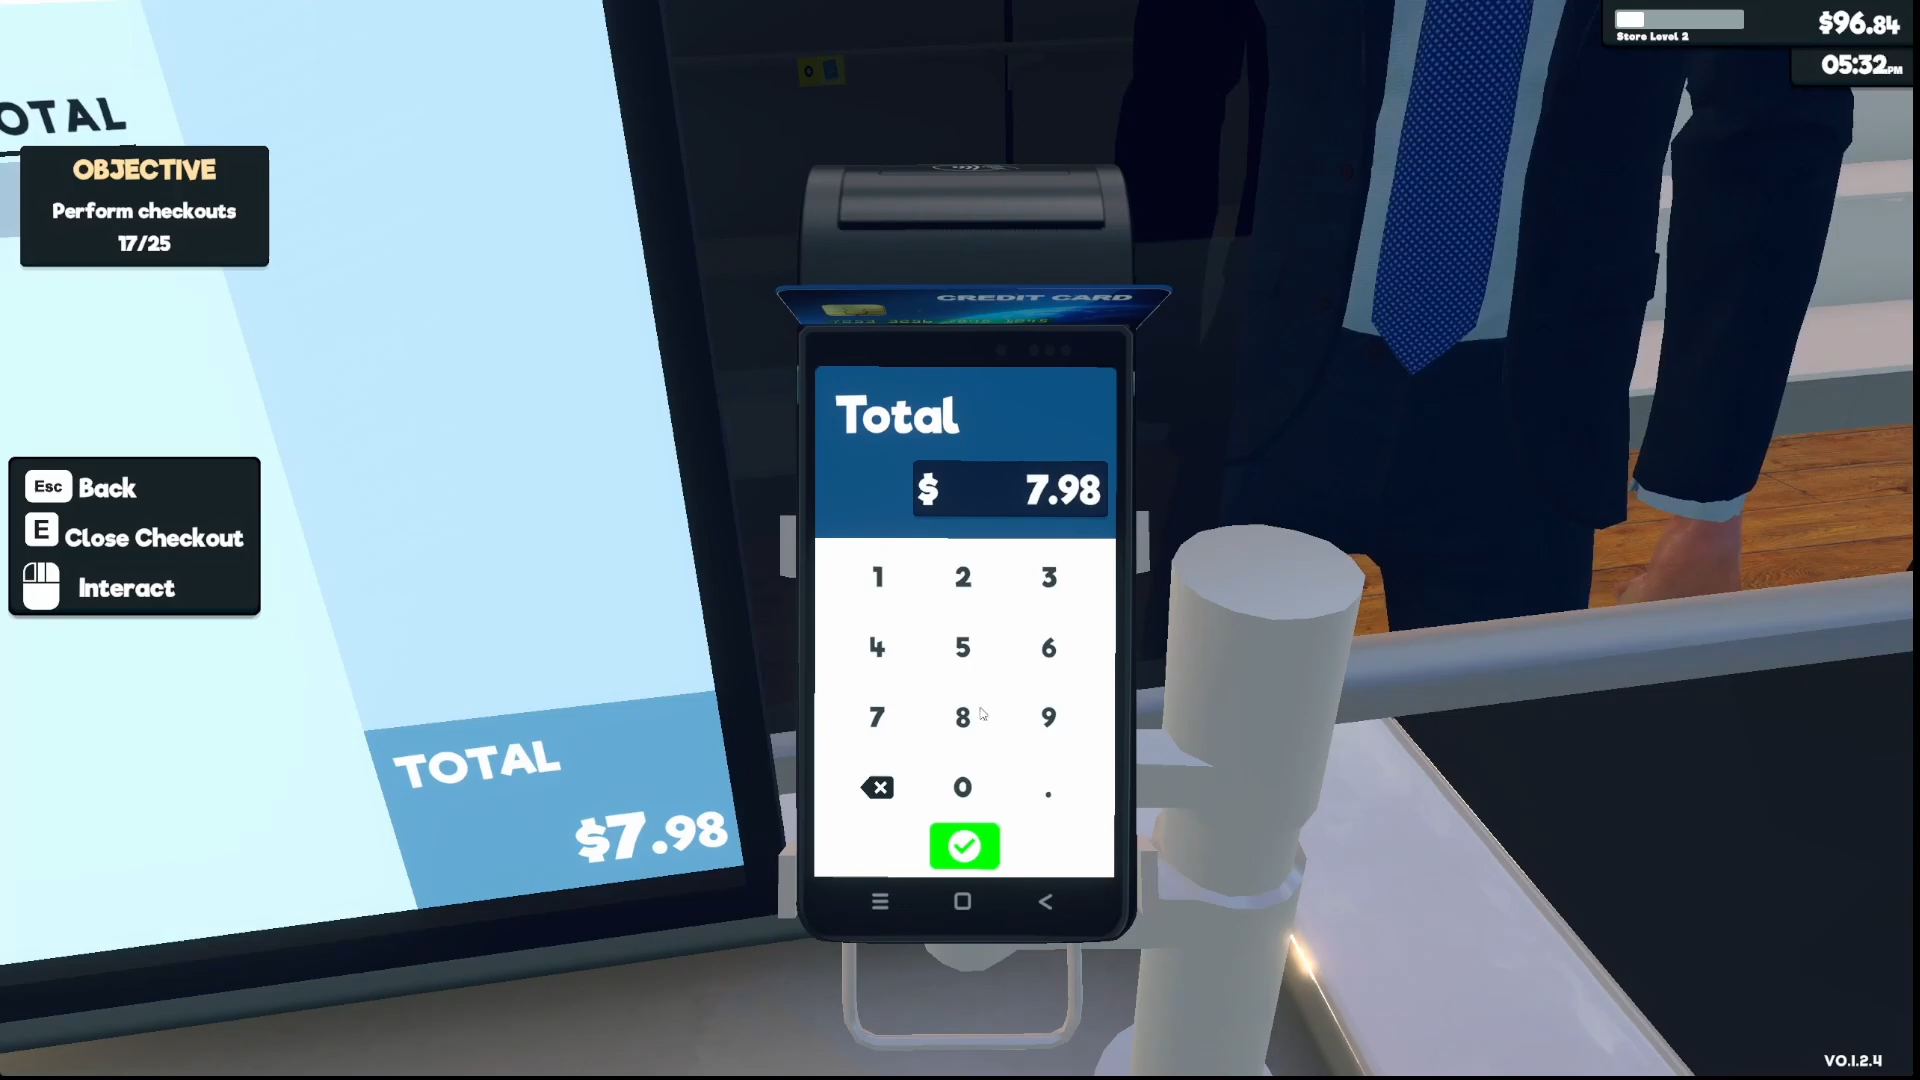 OTAL
OBJECTIVE
Perform checkouts
17/25
Esc Back
E Close Checkout
Interact
TOTAL
$7.98
CREDIT CARD
Total
$ 7.98
1 2 3
4 5 6
7 8 9
0 .
0
Store Level 2
$96.84
05:32PM
V0.1.2.4